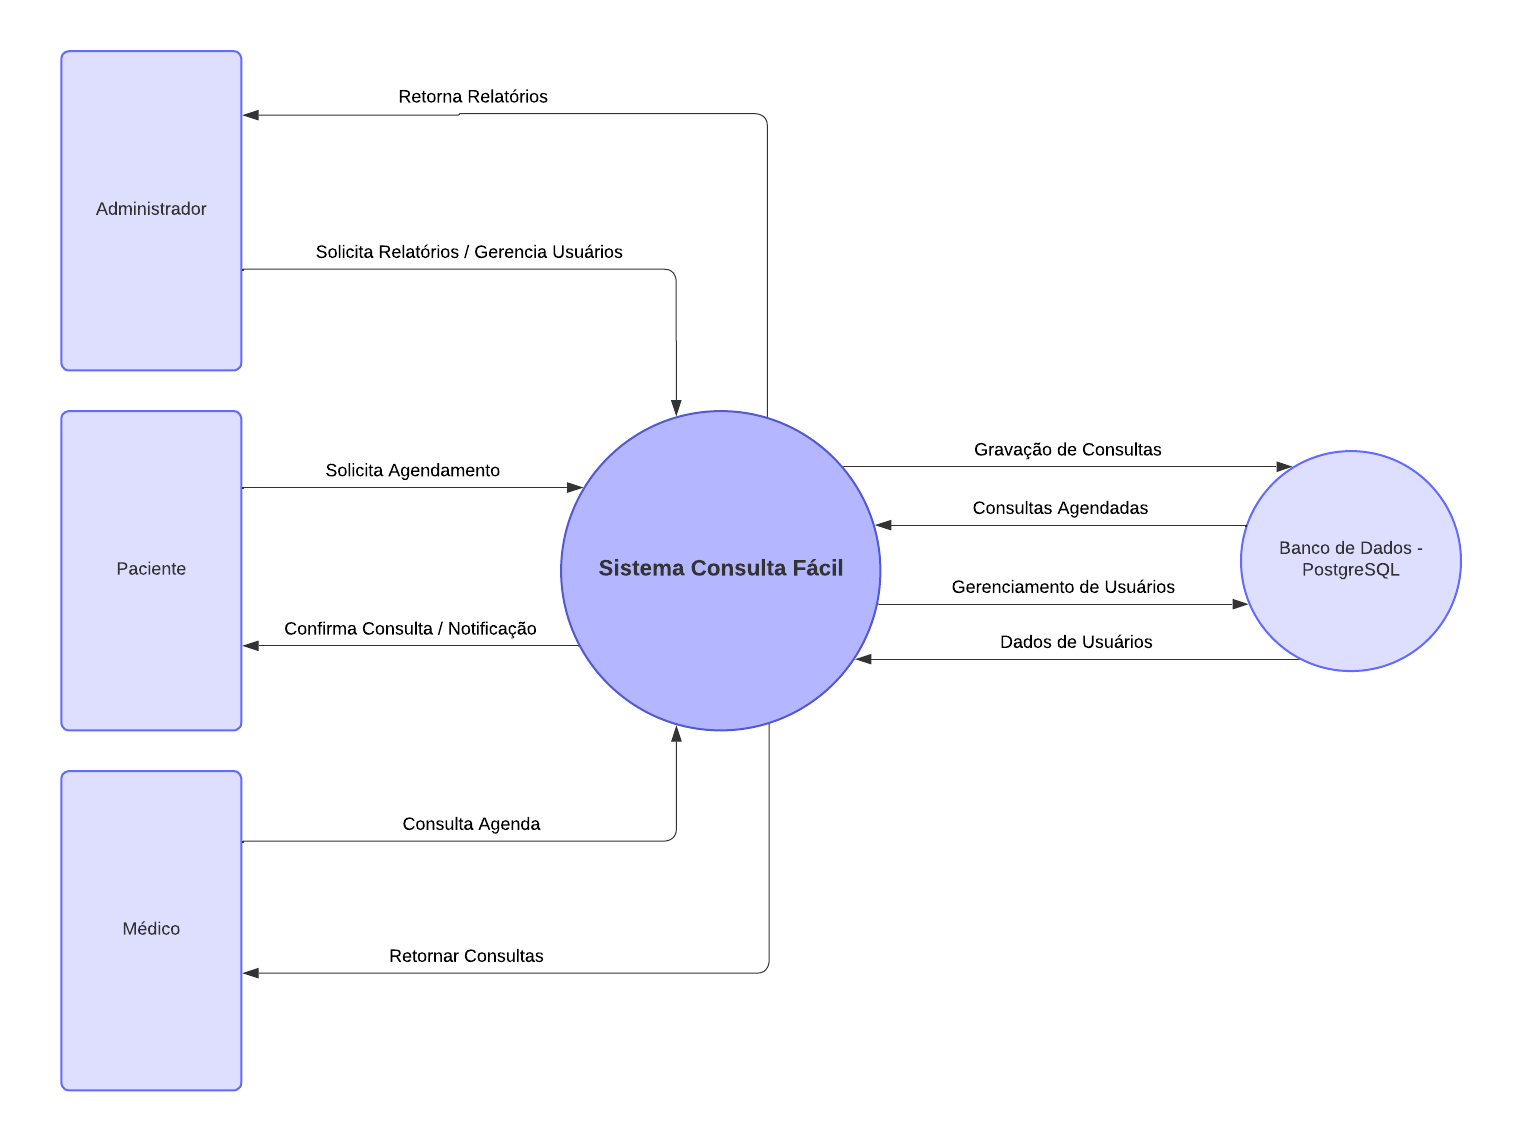 Retorna Relatórios
Administrador
Solicita Relatórios / Gerencia Usuários
Gravação de Consultas
Solicita Agendamento
Consultas Agendadas
Banco de Dados -
PostgreSQL
Paciente
Sistema Consulta Fácil
Gerenciamento de Usuários
Confirma Consulta / Notificação
Dados de Usuários
Consulta Agenda
Médico
Retornar Consultas